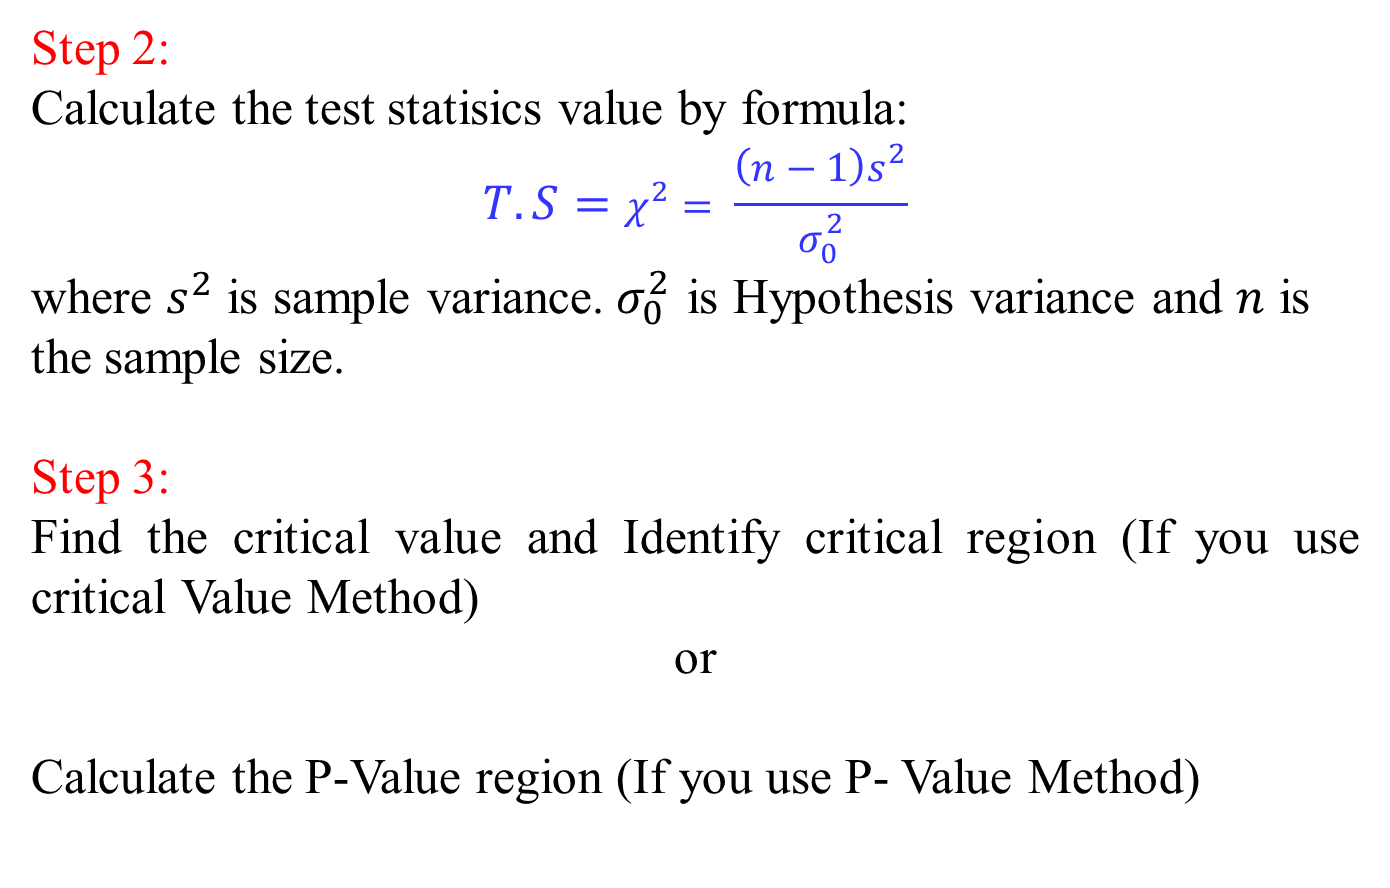 Step 2:
Calculate the test statisics value by formula:
T.S = χ² = (n − 1)s² / σ₀²
where s² is sample variance. σ₀² is Hypothesis variance and n is
the sample size.
Step 3:
Find the critical value and Identify critical region (If you use
critical Value Method)
or
Calculate the P-Value region (If you use P- Value Method)